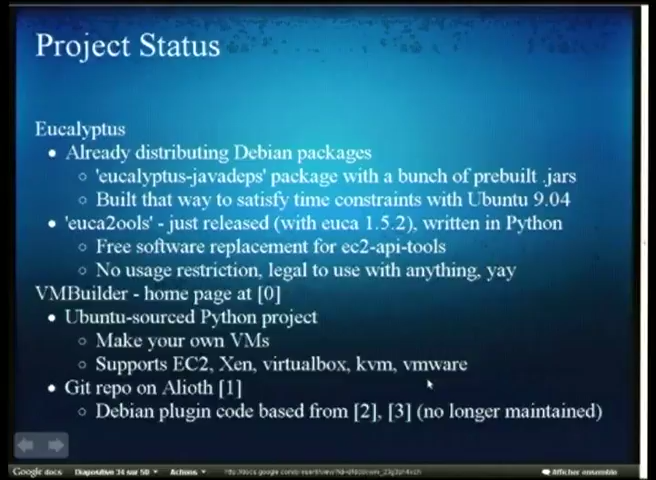 Project Status
Eucalyptus
• Already distributing Debian packages
○ 'eucalyptus-javadeps' package with a bunch of prebuilt .jars
○ Built that way to satisfy time constraints with Ubuntu 9.04
• 'euca2ools' - just released (with euca 1.5.2), written in Python
○ Free software replacement for ec2-api-tools
○ No usage restriction, legal to use with anything, yay
VMBuilder - home page at [0]
• Ubuntu-sourced Python project
○ Make your own VMs
○ Supports EC2, Xen, virtualbox, kvm, vmware
• Git repo on Alioth [1]
○ Debian plugin code based from [2], [3] (no longer maintained)
Google docs Diapositive 34 sur 50 Actions Afficher ensemble